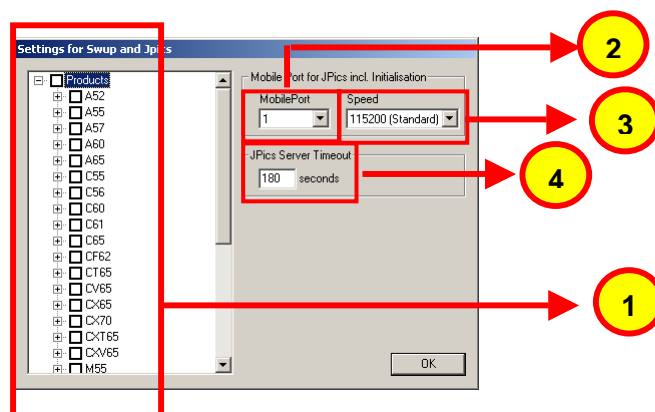 Settings for Swup and Jpics
Products
A52
A55
A57
A60
A65
C55
C56
C60
C61
C65
CF62
CT65
CV65
CX65
CX70
CXT65
CXV65
M55
Mobile Port for JPics incl. Initialisation
MobilePort
Speed
1
115200 (Standard)
JPics Server Timeout
180 seconds
OK
2
3
4
1